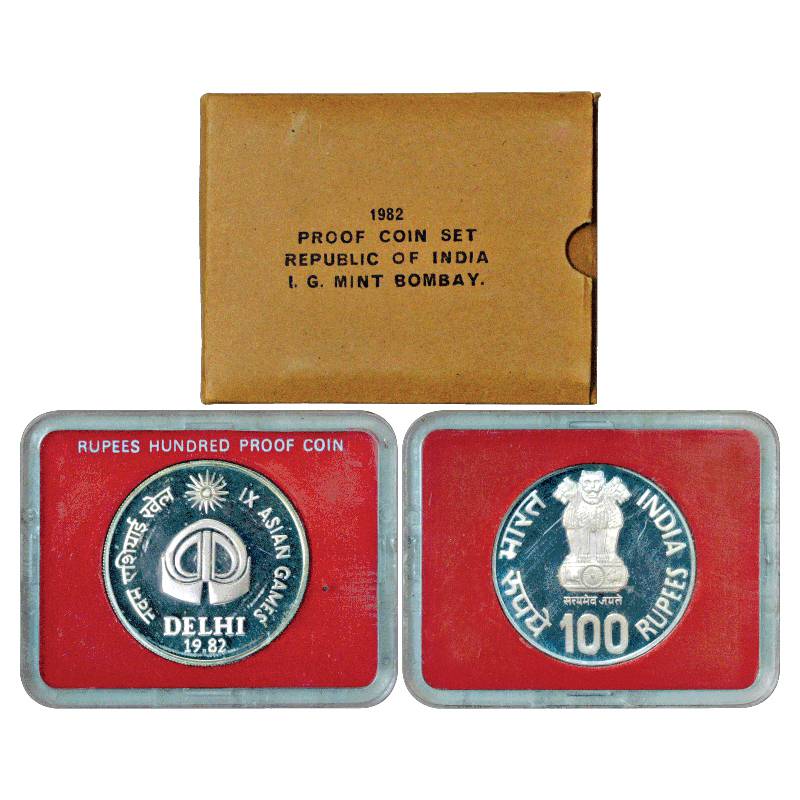 1982
PROOF COIN SET
REPUBLIC OF INDIA
I. G. MINT BOMBAY.
RUPEES HUNDRED PROOF COIN
नवम एशियाई खेल
IX ASIAN GAMES
DELHI
19.82
भारत
INDIA
सत्यमेव जयते
रूपये
100
RUPEES